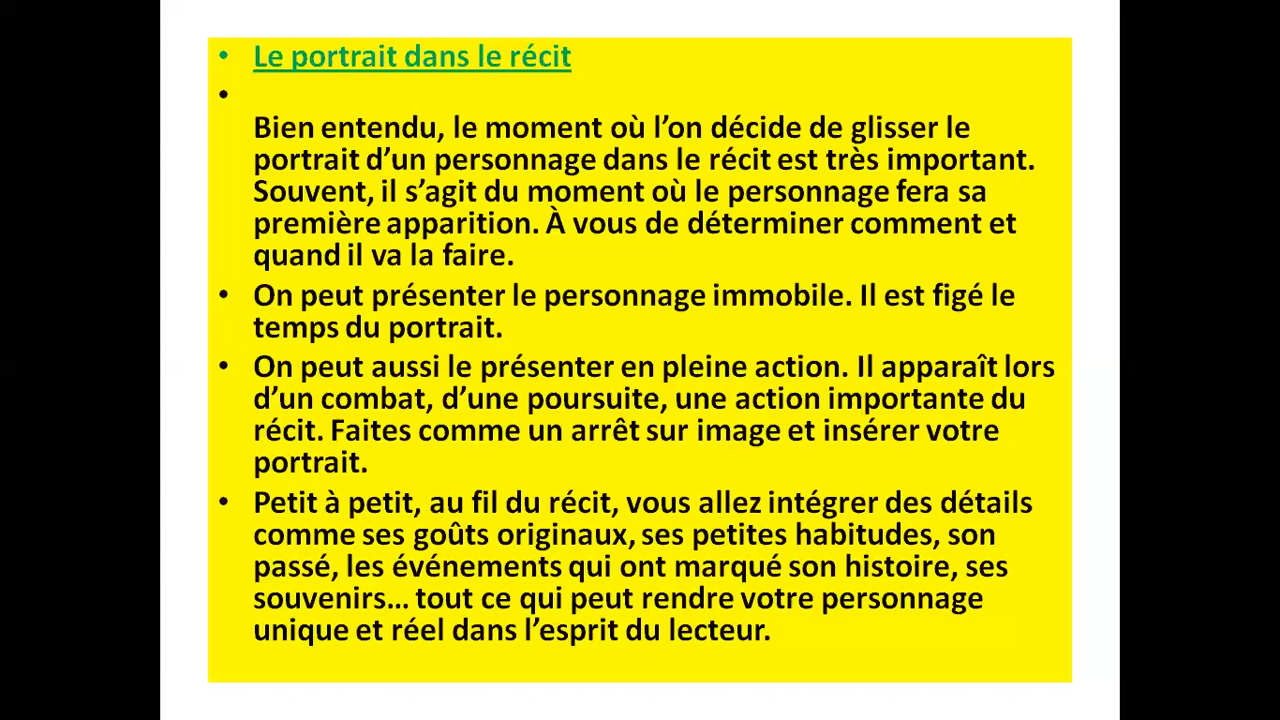 • Le portrait dans le récit
•
Bien entendu, le moment où l’on décide de glisser le
portrait d’un personnage dans le récit est très important.
Souvent, il s’agit du moment où le personnage fera sa
première apparition. À vous de déterminer comment et
quand il va la faire.
• On peut présenter le personnage immobile. Il est figé le
temps du portrait.
• On peut aussi le présenter en pleine action. Il apparaît lors
d’un combat, d’une poursuite, une action importante du
récit. Faites comme un arrêt sur image et insérer votre
portrait.
• Petit à petit, au fil du récit, vous allez intégrer des détails
comme ses goûts originaux, ses petites habitudes, son
passé, les événements qui ont marqué son histoire, ses
souvenirs… tout ce qui peut rendre votre personnage
unique et réel dans l’esprit du lecteur.